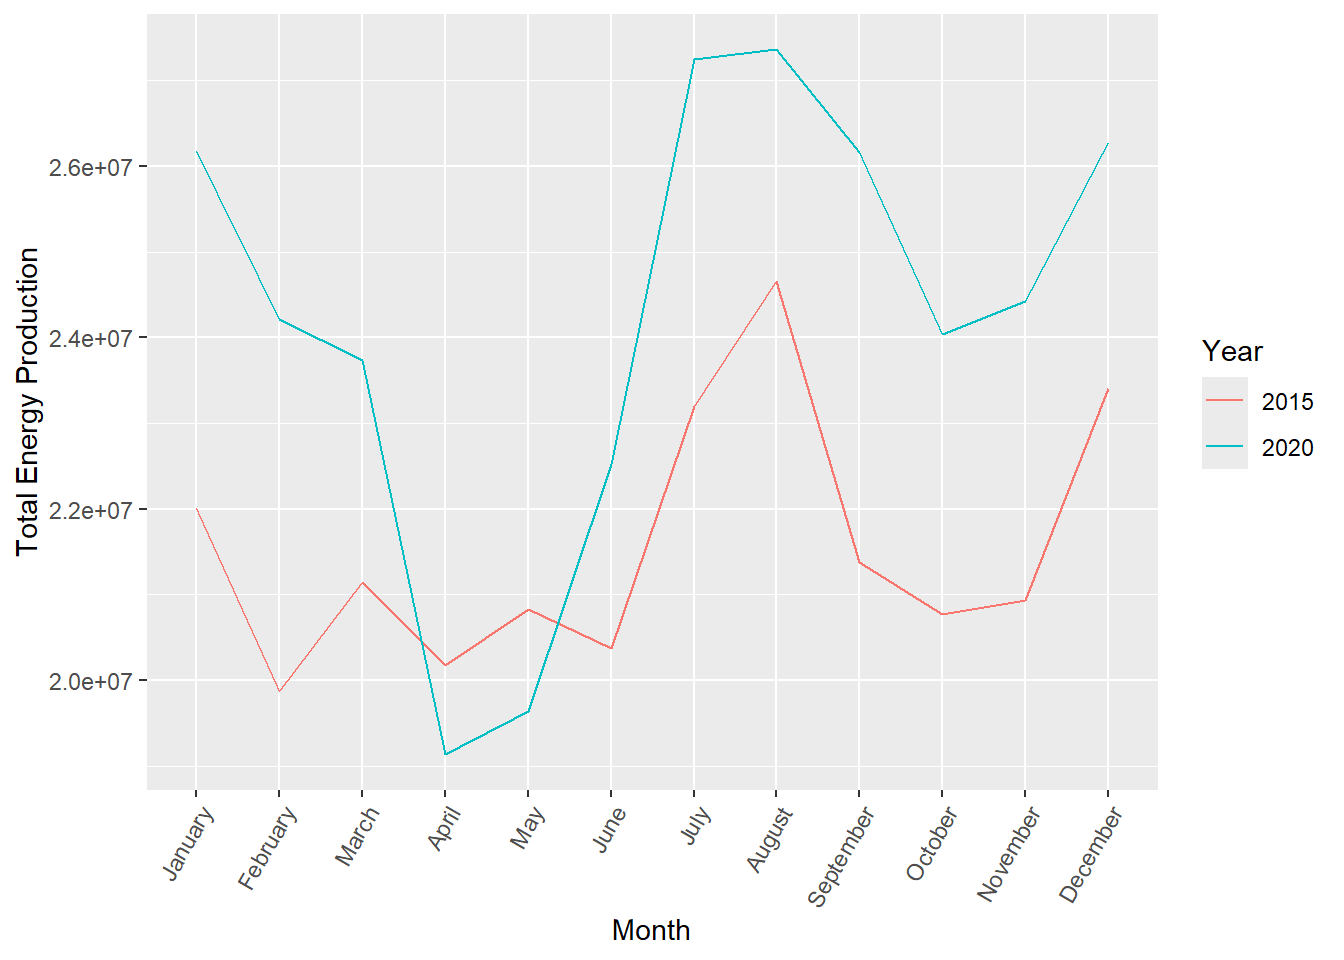 Total Energy Production
2.6e+07
2.4e+07
2.2e+07
2.0e+07
January
February
March
April
May
June
July
August
September
October
November
December
Month
Year
2015
2020